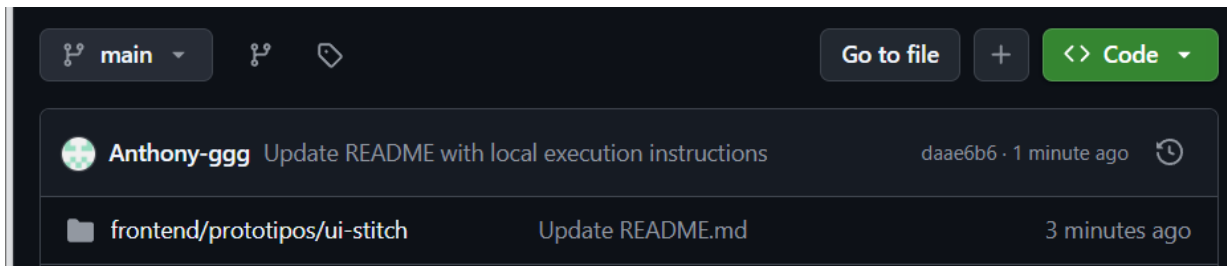 main Go to file + <> Code
Anthony-ggg Update README with local execution instructions daae6b6 · 1 minute ago
frontend/prototipos/ui-stitch Update README.md 3 minutes ago